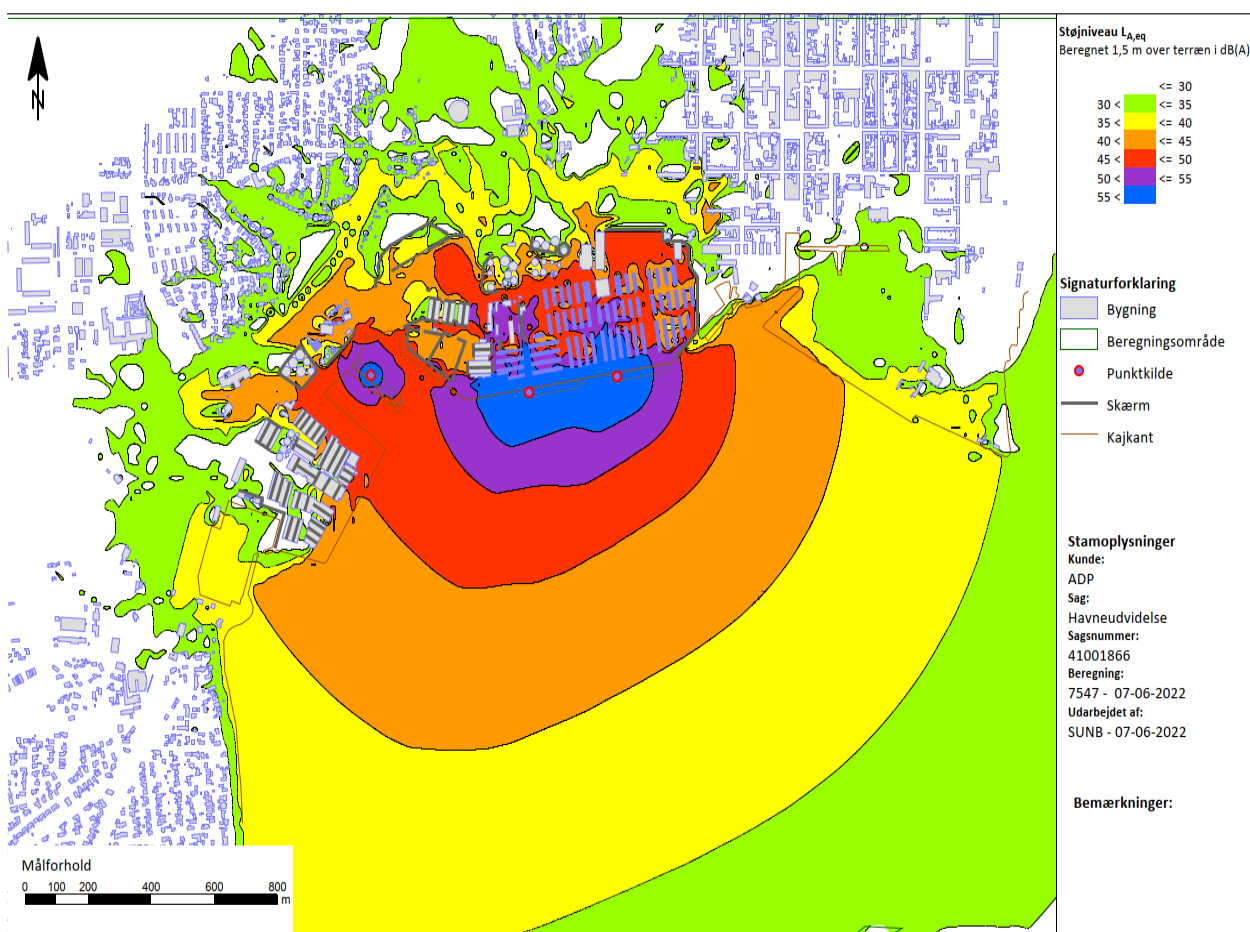 N
Støjniveau LA,eq
Beregnet 1,5 m over terræn i dB(A)
<= 30
30 < <= 35
35 < <= 40
40 < <= 45
45 < <= 50
50 < <= 55
55 <
Signaturforklaring
Bygning
Beregningsområde
Punktkilde
Skærm
Kajkant
Stamoplysninger
Kunde:
ADP
Sag:
Havneudvidelse
Sagsnummer:
41001866
Beregning:
7547 - 07-06-2022
Udarbejdet af:
SUNB - 07-06-2022
Bemærkninger:
Målforhold
0 100 200 400 600 800
m